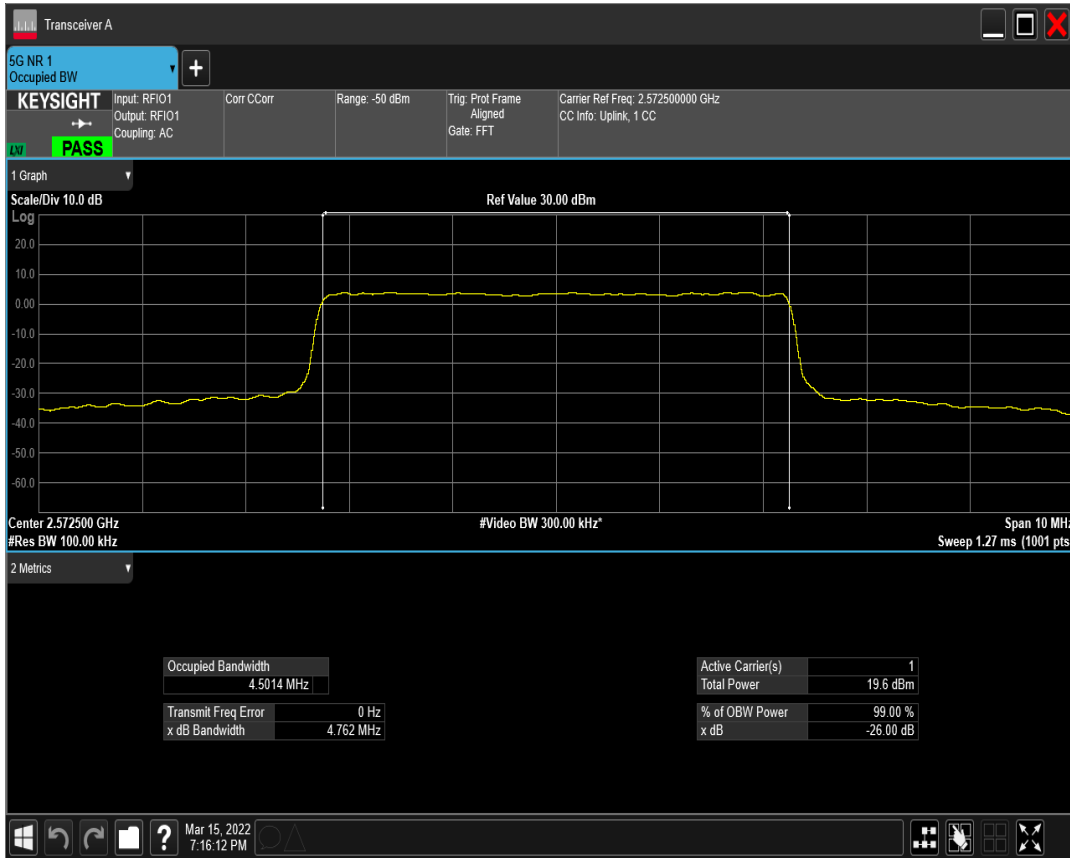 Transceiver A
5G NR 1
Occupied BW
KEYSIGHT
LXI
PASS
Input: RFIO1
Output: RFIO1
Coupling: AC
Corr CCorr
Range: -50 dBm
Trig: Prot Frame
Aligned
Gate: FFT
Carrier Ref Freq: 2.572500000 GHz
CC Info: Uplink, 1 CC
1 Graph
Scale/Div 10.0 dB
Ref Value 30.00 dBm
Log
20.0
10.0
0.00
-10.0
-20.0
-30.0
-40.0
-50.0
-60.0
Center 2.572500 GHz
#Video BW 300.00 kHz*
Span 10 MHz
#Res BW 100.00 kHz
Sweep 1.27 ms (1001 pts
2 Metrics
Occupied Bandwidth
4.5014 MHz
Transmit Freq Error 0 Hz
x dB Bandwidth 4.762 MHz
Active Carrier(s) 1
Total Power 19.6 dBm
% of OBW Power 99.00 %
x dB -26.00 dB
?
Mar 15, 2022
7:16:12 PM